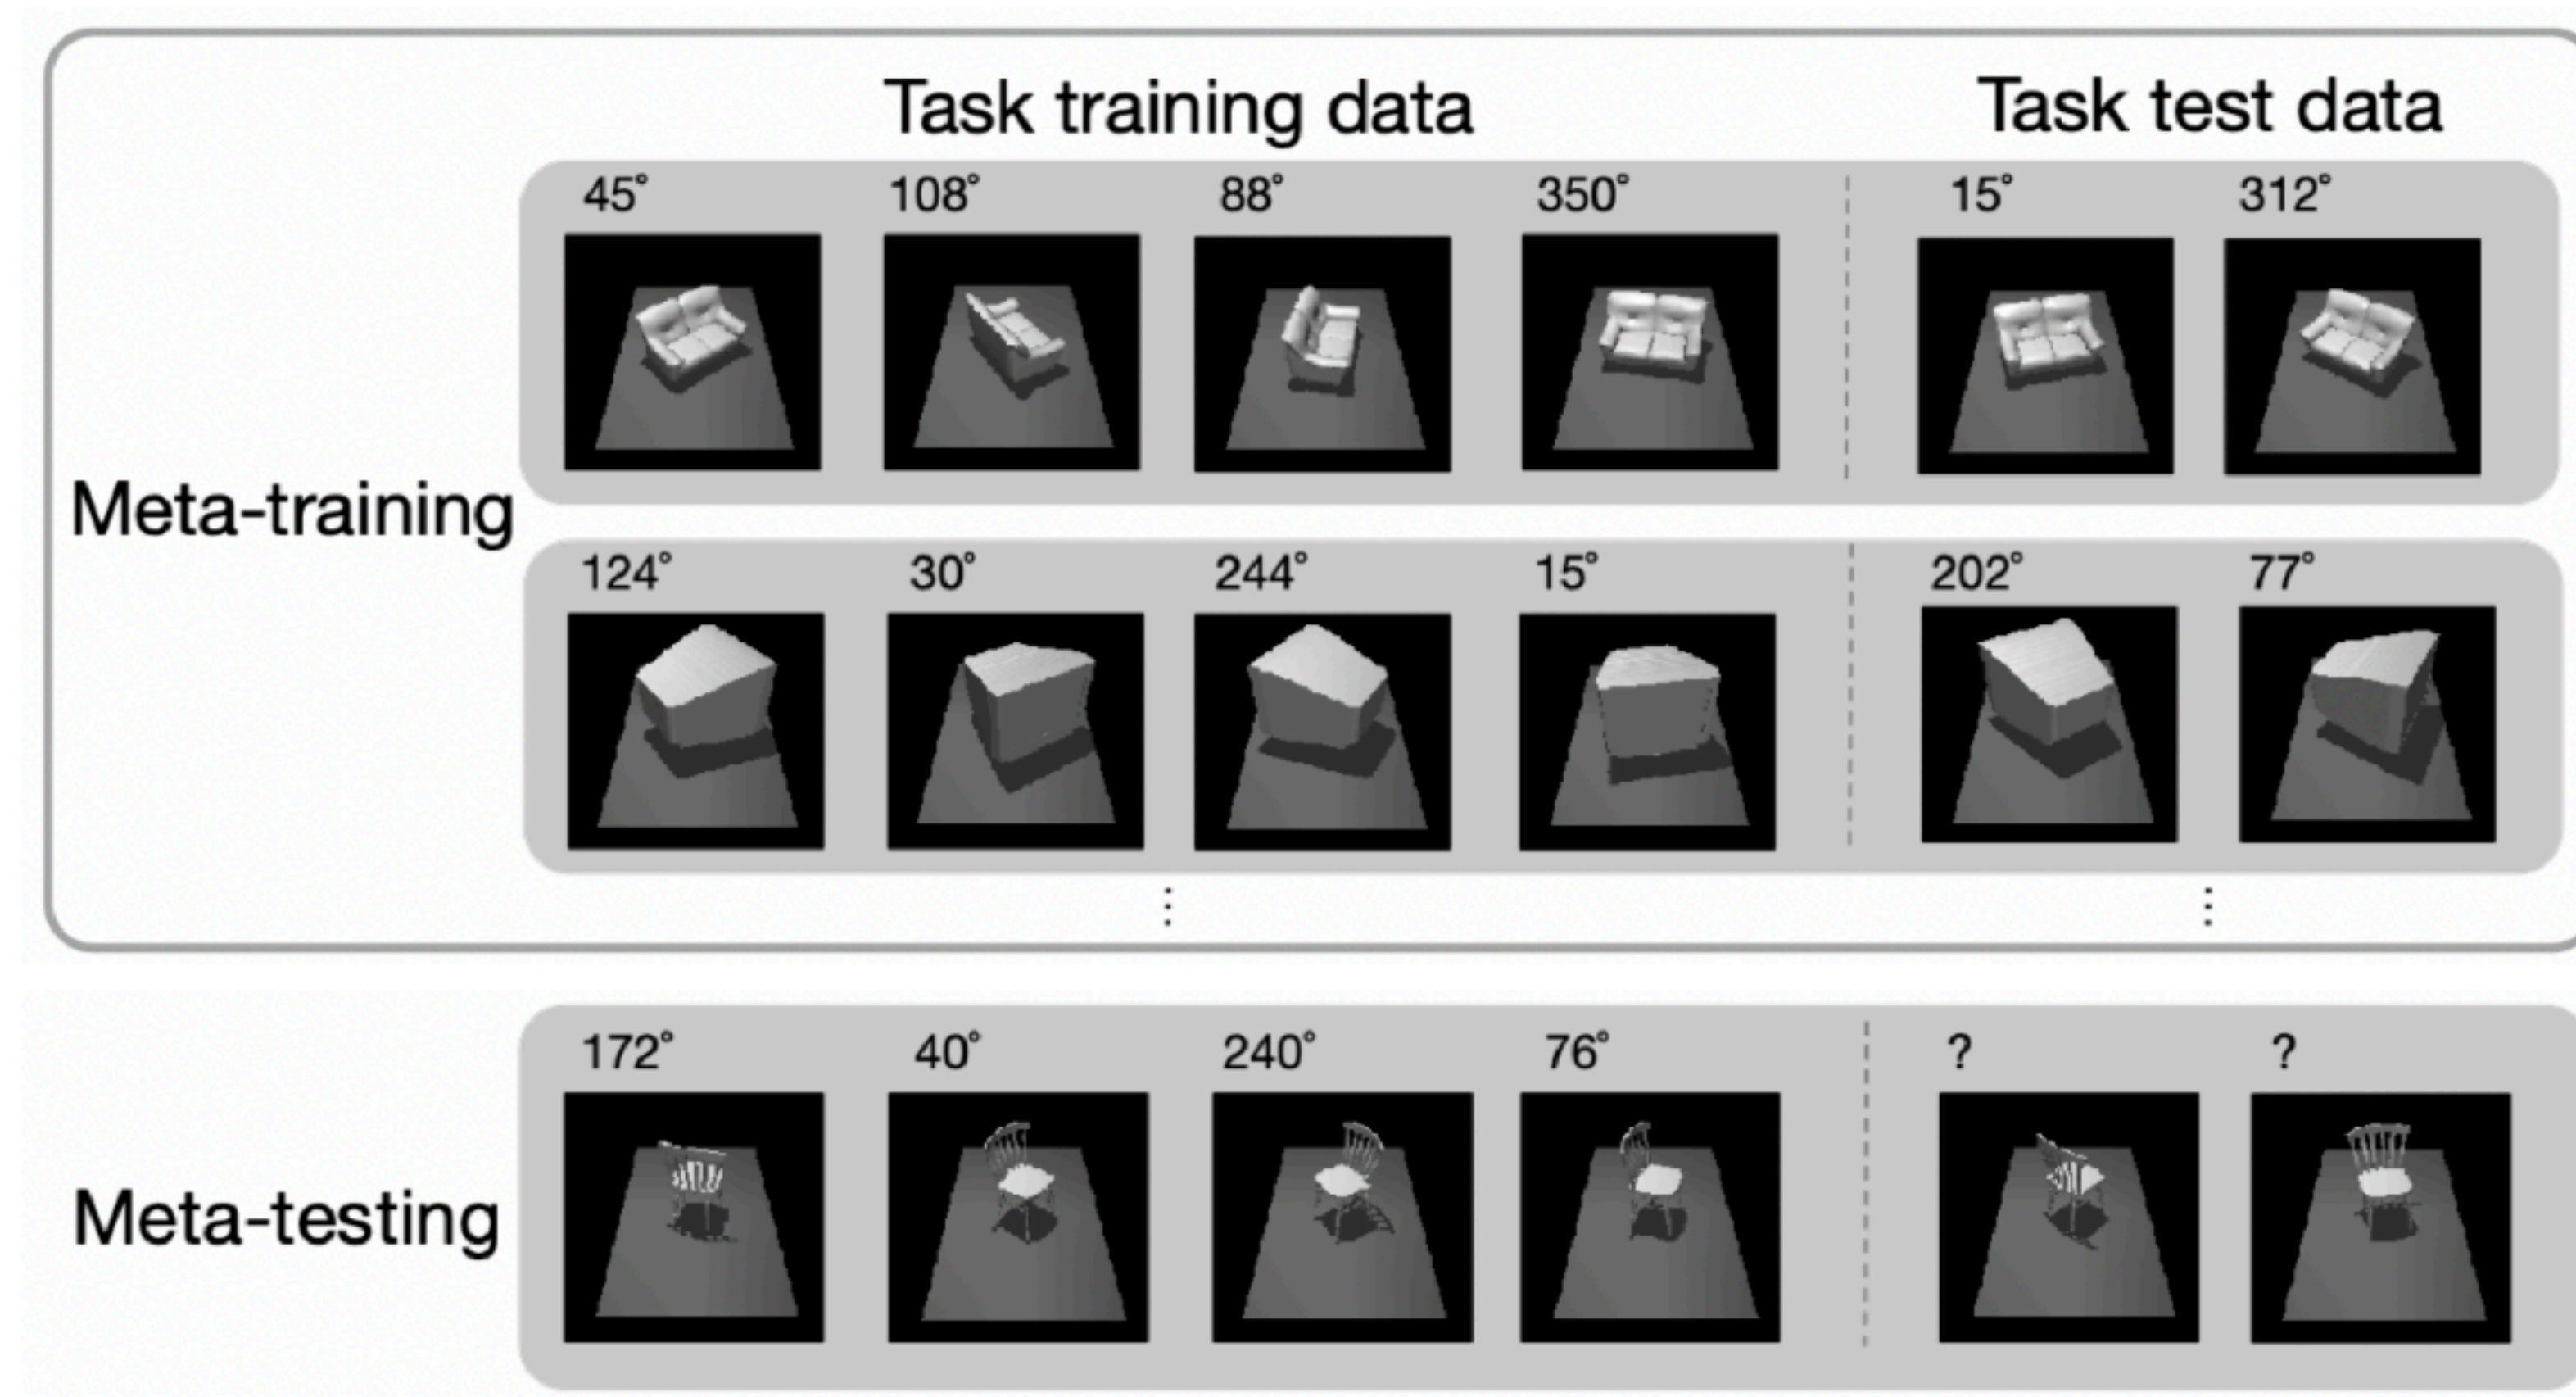 Task training data Task test data
45° 108° 88° 350° 15° 312°
Meta-training
124° 30° 244° 15° 202° 77°
⋮ ⋮
172° 40° 240° 76° ? ?
Meta-testing